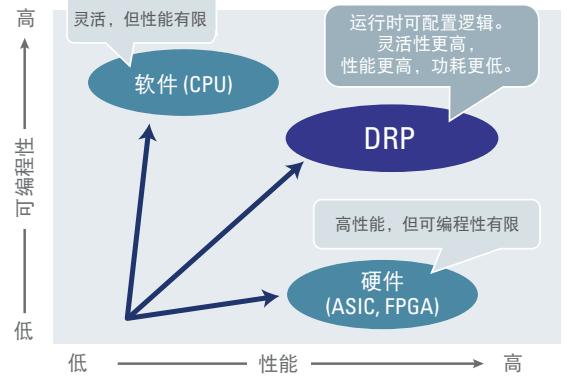 高
灵活，但性能有限
运行时可配置逻辑。
灵活性更高，
性能更高，功耗更低。
软件 (CPU)
DRP
可编程性
高性能，但可编程性有限
硬件
(ASIC, FPGA)
低
低
性能
高